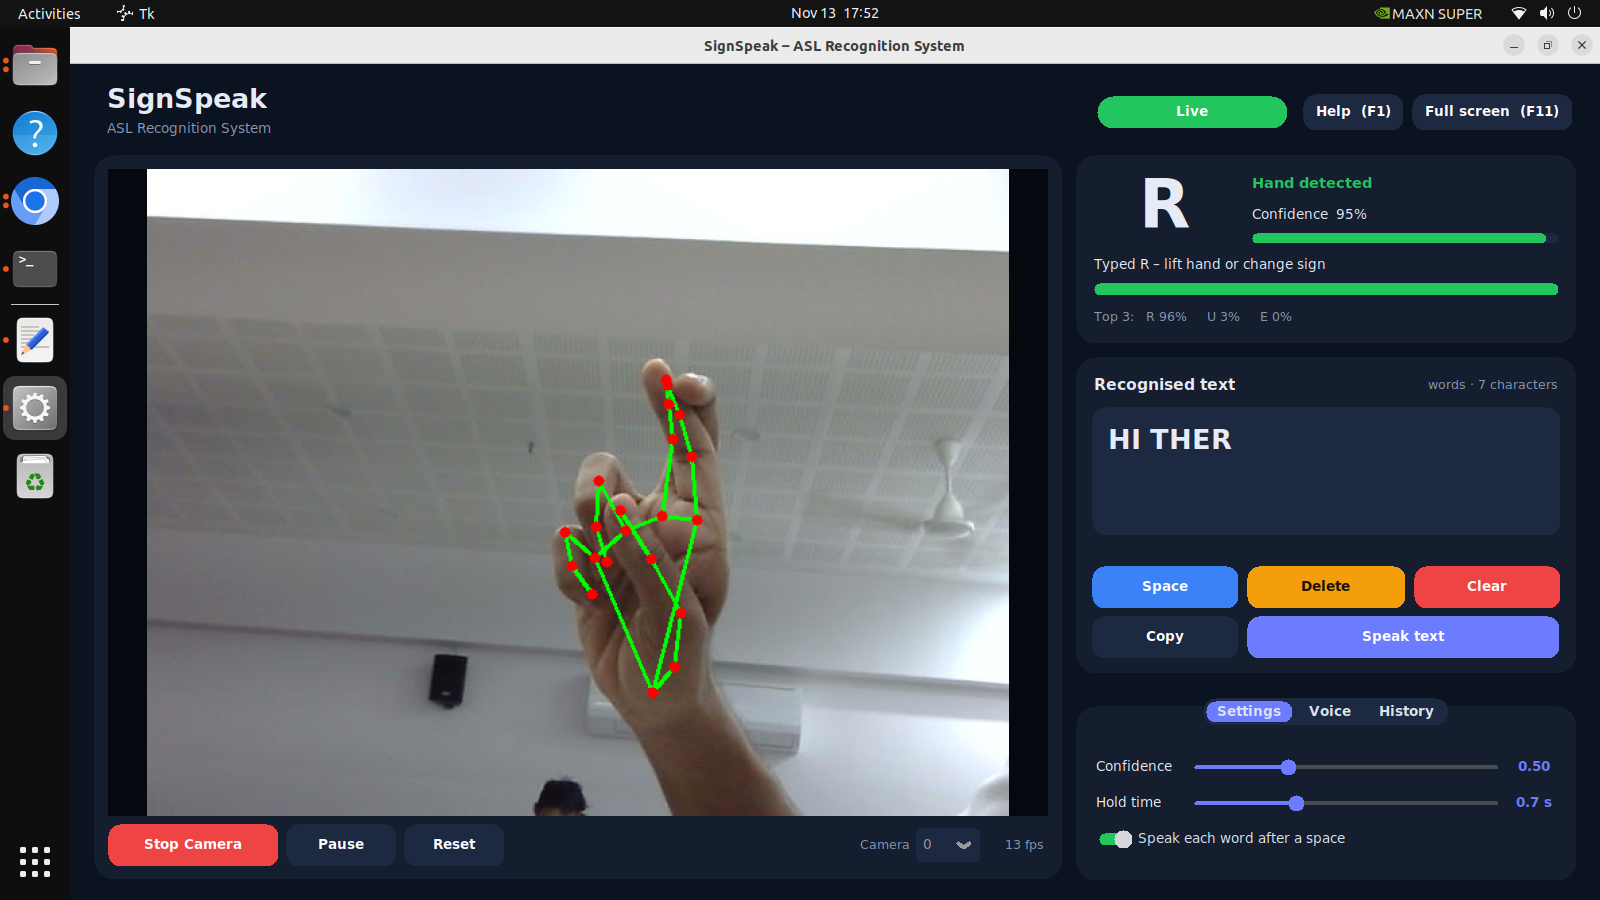 Activities Tk Nov 13 17:52 MAXN SUPER
SignSpeak – ASL Recognition System
SignSpeak
ASL Recognition System
Live Help (F1) Full screen (F11)
R
Hand detected
Confidence 95%
Typed R – lift hand or change sign
Top 3: R 96% U 3% E 0%
Recognised text words · 7 characters
HI THER
Space Delete Clear
Copy Speak text
Settings Voice History
Confidence 0.50
Hold time 0.7 s
Speak each word after a space
Stop Camera Pause Reset Camera 0 13 fps